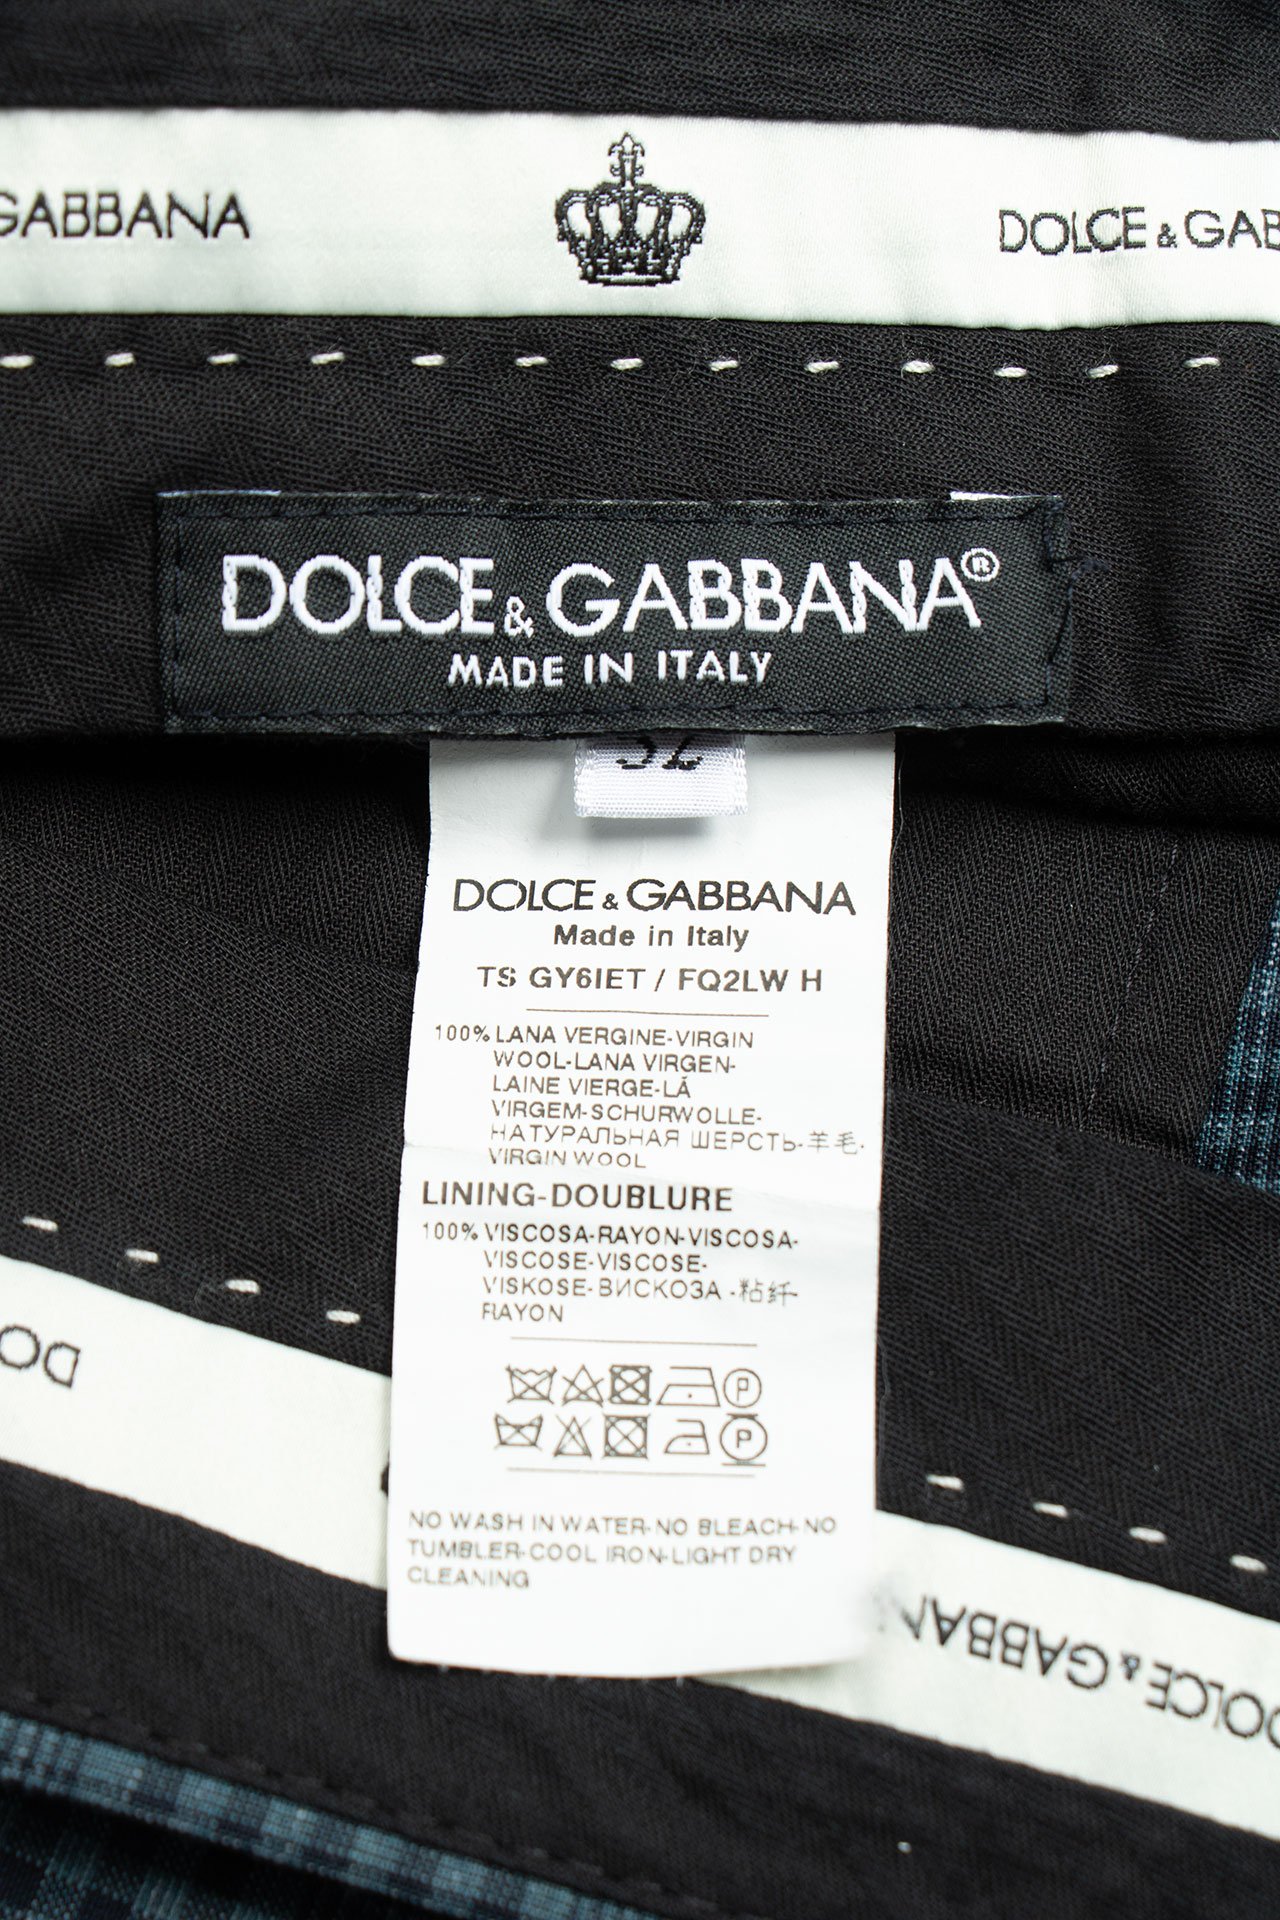 GABBANA
DOLCE & GAB
DOLCE & GABBANA®
MADE IN ITALY
DOLCE & GABBANA
Made in Italy
TS GY6IET / FQ2LW H
100% LANA VERGINE-VIRGIN
WOOL-LANA VIRGEN-
LAINE VIERGE-LÃ
VIRGEM-SCHURWOLLE-
НАТУРАЛЬНАЯ ШЕРСТЬ-羊毛-
VIRGIN WOOL
LINING-DOUBLURE
100% VISCOSA-RAYON-VISCOSA-
VISCOSE-VISCOSE-
VISKOSE-ВИСКОЗА -粘纤-
RAYON
P
P
NO WASH IN WATER-NO BLEACH-NO
TUMBLER-COOL IRON-LIGHT DRY
CLEANING
DO
DOLCE & GABBAN